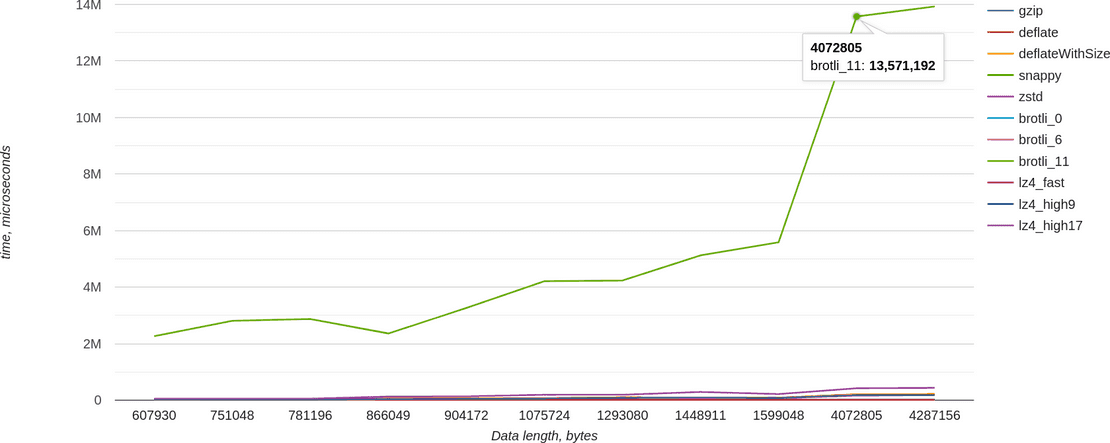 14M
12M
10M
8M
6M
4M
2M
0
time, microseconds
4072805
brotli_11: 13,571,192
gzip
deflate
deflateWithSize
snappy
zstd
brotli_0
brotli_6
brotli_11
lz4_fast
lz4_high9
lz4_high17
607930 751048 781196 866049 904172 1075724 1293080 1448911 1599048 4072805 4287156
Data length, bytes